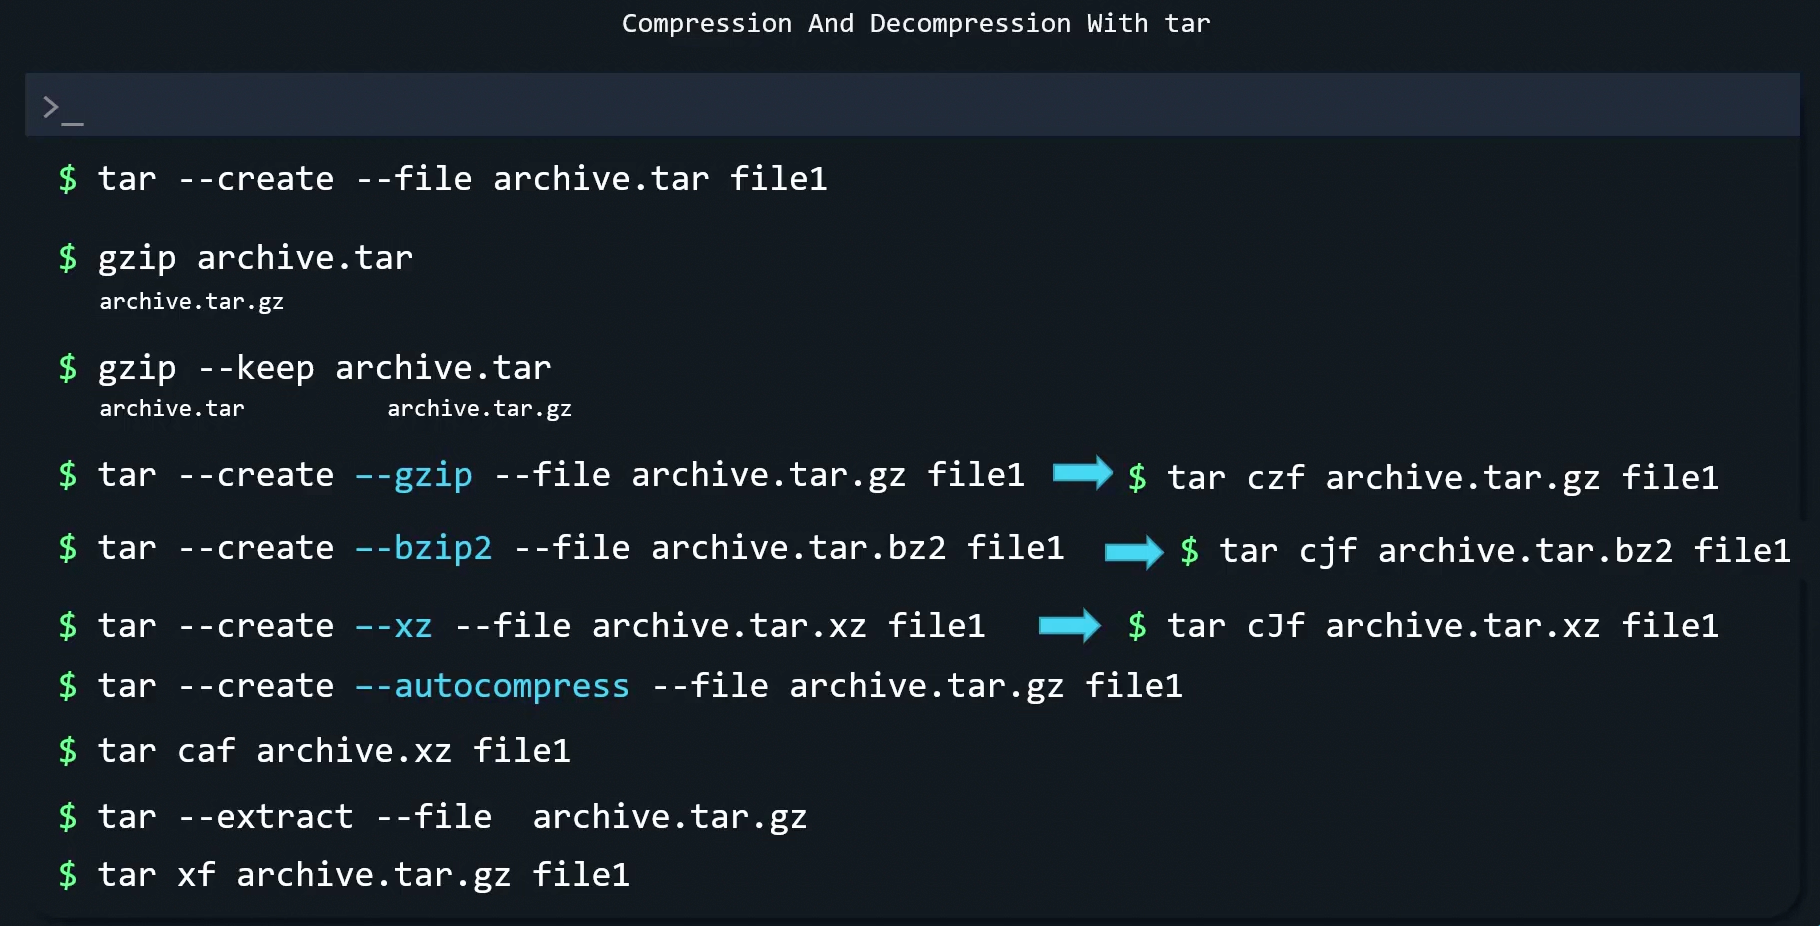 Compression And Decompression With tar
>_
$ tar --create --file archive.tar file1
$ gzip archive.tar
archive.tar.gz
$ gzip --keep archive.tar
archive.tar archive.tar.gz
$ tar --create --gzip --file archive.tar.gz file1 $ tar czf archive.tar.gz file1
$ tar --create --bzip2 --file archive.tar.bz2 file1 $ tar cjf archive.tar.bz2 file1
$ tar --create --xz --file archive.tar.xz file1 $ tar cJf archive.tar.xz file1
$ tar --create --autocompress --file archive.tar.gz file1
$ tar caf archive.xz file1
$ tar --extract --file archive.tar.gz
$ tar xf archive.tar.gz file1